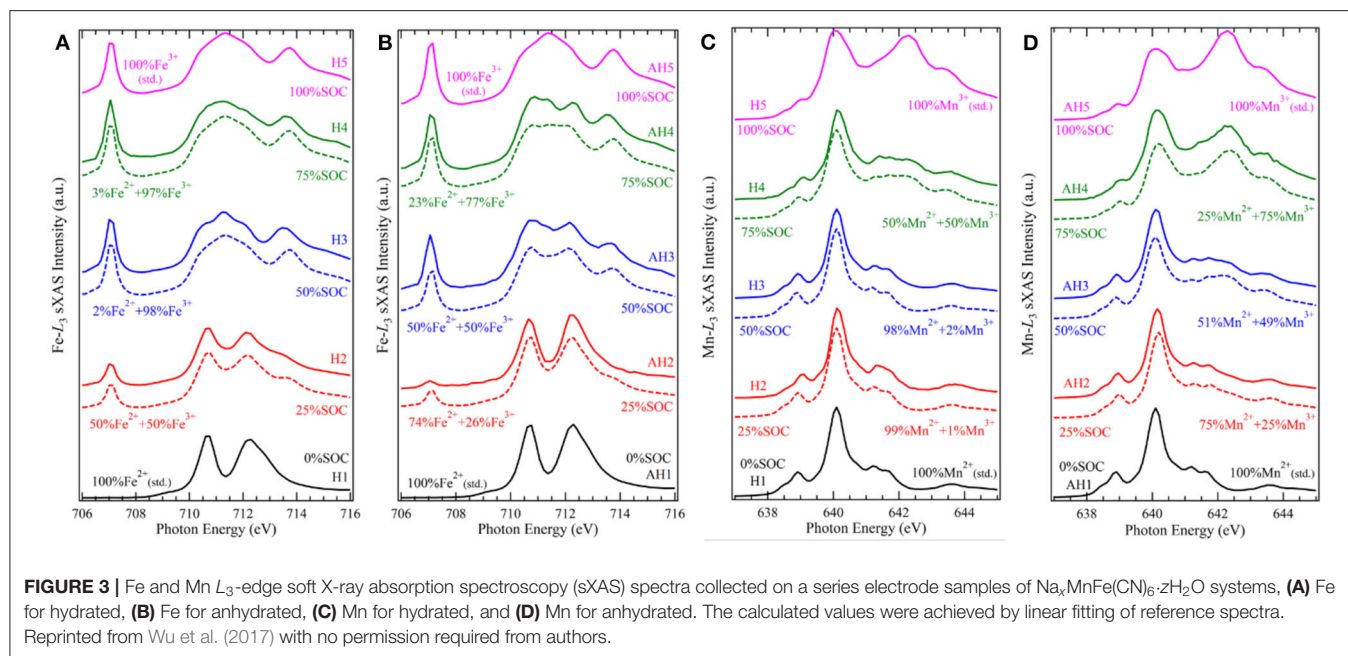 A
Fe-L3 sXAS Intensity (a.u.)
100%Fe3+
(std.)
H5
100%SOC
H4
75%SOC
3%Fe2++97%Fe3+
H3
50%SOC
2%Fe2++98%Fe3+
H2
25%SOC
50%Fe2++50%Fe3+
0%SOC
H1
100%Fe2+(std.)
706 708 710 712 714 716
Photon Energy (eV)
B
Fe-L3 sXAS Intensity (a.u.)
100%Fe3+
(std.)
AH5
100%SOC
AH4
75%SOC
23%Fe2++77%Fe3+
AH3
50%SOC
50%Fe2++50%Fe3+
AH2
25%SOC
74%Fe2++26%Fe3+
0%SOC
AH1
100%Fe2+(std.)
706 708 710 712 714 716
Photon Energy (eV)
C
Mn-L3 sXAS Intensity (a.u.)
H5
100%SOC
100%Mn3+(std.)
H4
75%SOC
50%Mn2++50%Mn3+
H3
50%SOC
98%Mn2++2%Mn3+
H2
25%SOC
99%Mn2++1%Mn3+
0%SOC
H1
100%Mn2+(std.)
638 640 642 644
Photon Energy (eV)
D
Mn-L3 sXAS Intensity (a.u.)
AH5
100%SOC
100%Mn3+(std.)
AH4
75%SOC
25%Mn2++75%Mn3+
AH3
50%SOC
51%Mn2++49%Mn3+
AH2
25%SOC
75%Mn2++25%Mn3+
0%SOC
AH1
100%Mn2+(std.)
638 640 642 644
Photon Energy (eV)
FIGURE 3 | Fe and Mn L3-edge soft X-ray absorption spectroscopy (sXAS) spectra collected on a series electrode samples of NaxMnFe(CN)6·zH2O systems, (A) Fe
for hydrated, (B) Fe for anhydrated, (C) Mn for hydrated, and (D) Mn for anhydrated. The calculated values were achieved by linear fitting of reference spectra.
Reprinted from Wu et al. (2017) with no permission required from authors.